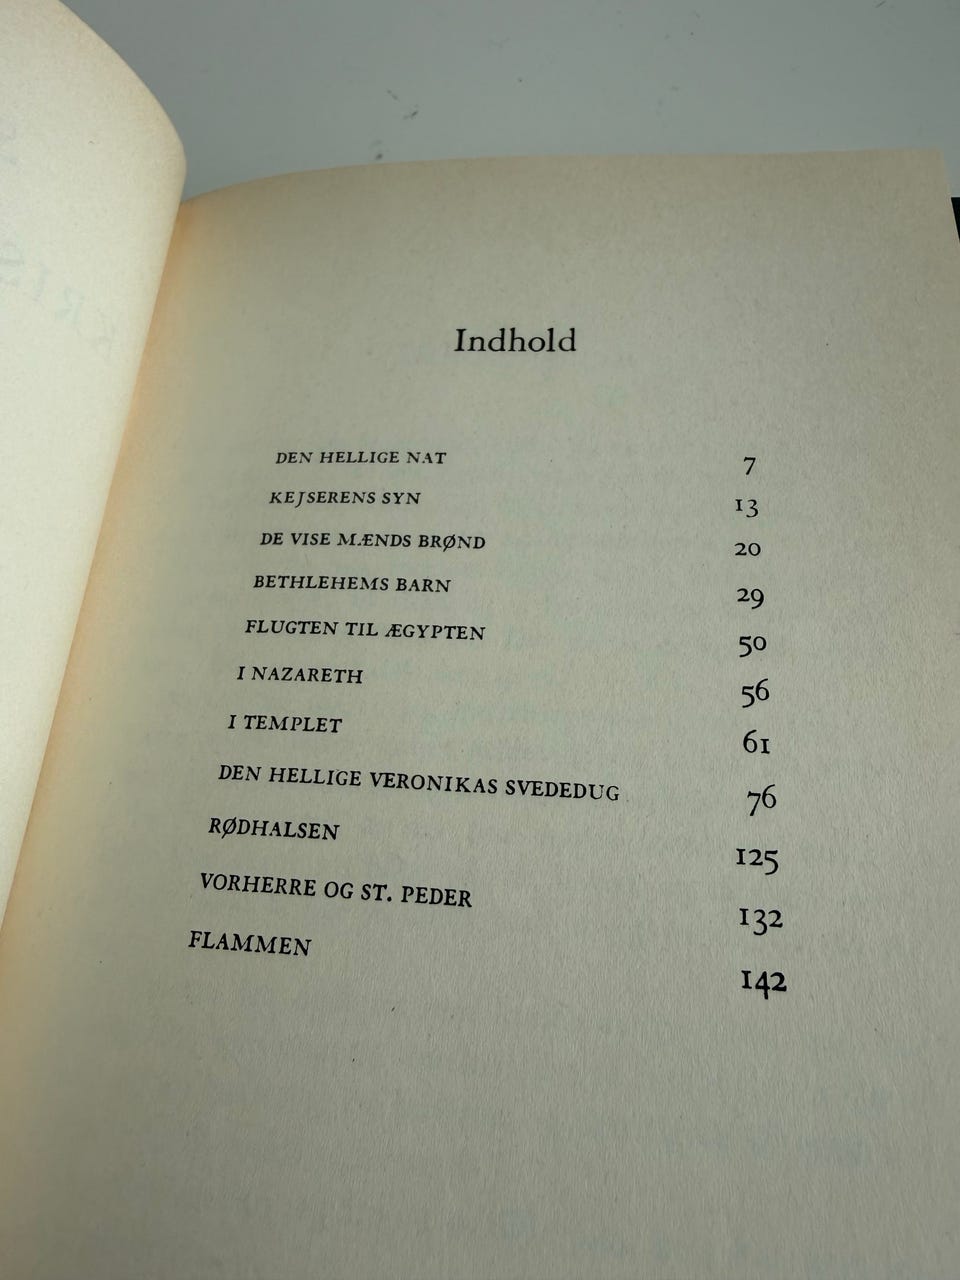 Indhold
DEN HELLIGE NAT 7
KEJSERENS SYN 13
DE VISE MÆNDS BRØND 20
BETHLEHEMS BARN 29
FLUGTEN TIL ÆGYPTEN 50
I NAZARETH 56
I TEMPLET 61
DEN HELLIGE VERONIKAS SVEDEDUG 76
RØDHALSEN 125
VORHERRE OG ST. PEDER 132
FLAMMEN 142